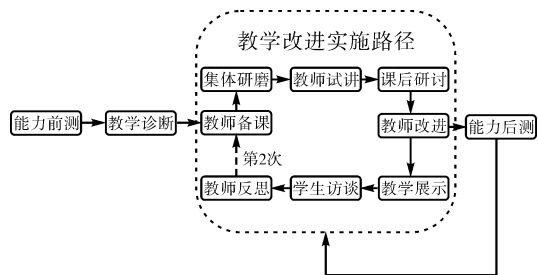 教学改进实施路径
集体研磨 教师试讲 课后研讨
能力前测 教学诊断 教师备课 教师改进 能力后测
第2次
教师反思 学生访谈 教学展示